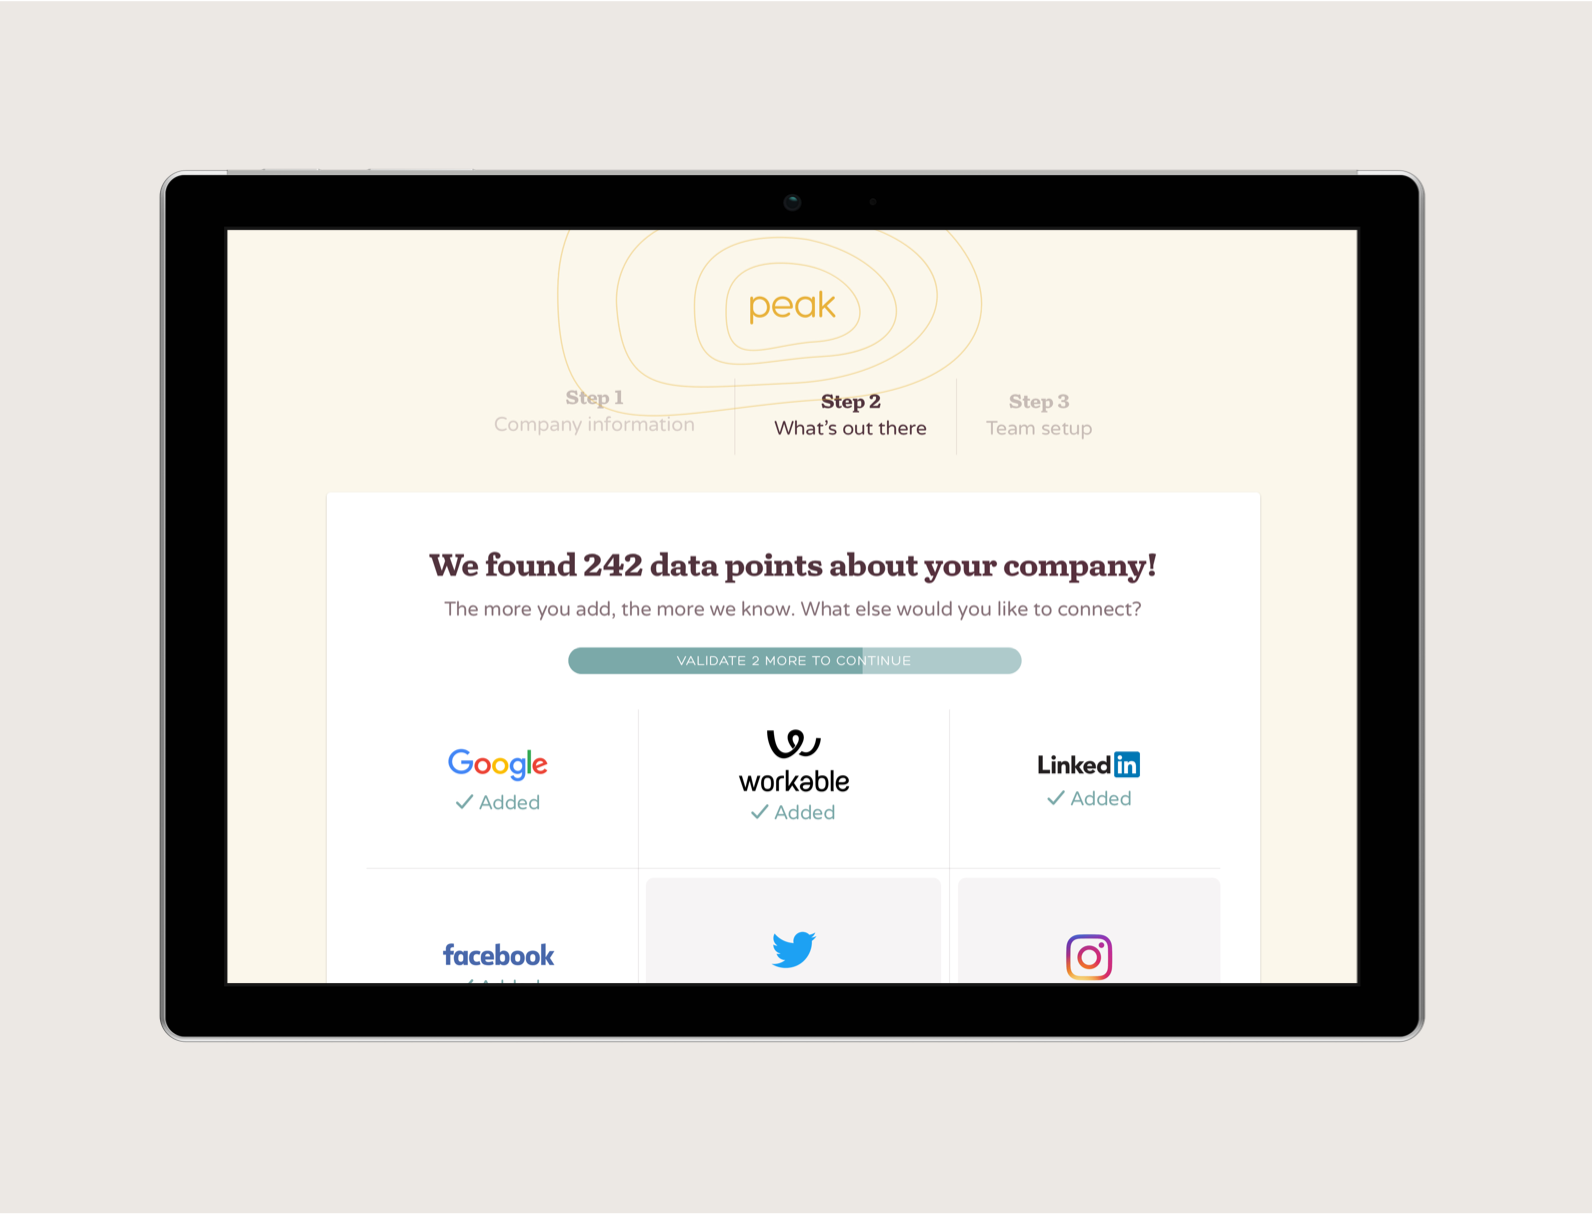 peak
Step 1
Company information
Step 2
What's out there
Step 3
Team setup
We found 242 data points about your company!
The more you add, the more we know. What else would you like to connect?
VALIDATE 2 MORE TO CONTINUE
Google
Added
workable
Added
Linkedin
Added
facebook